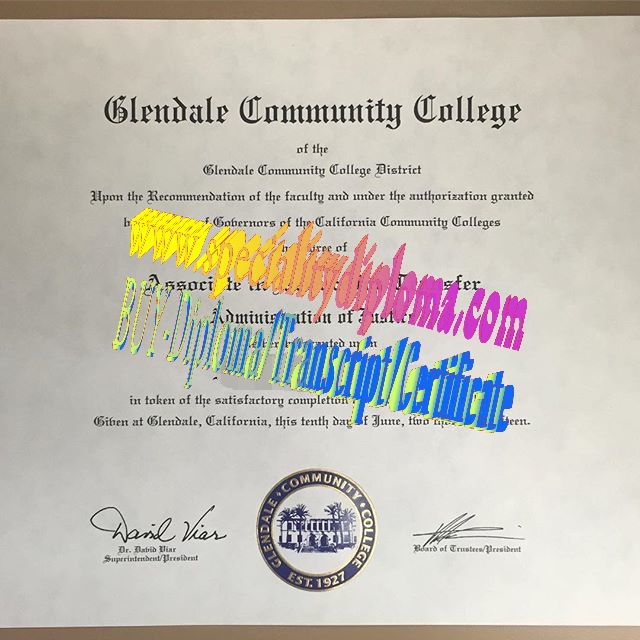 Glendale Community College
of the
Glendale Community College District
Upon the Recommendation of the faculty and under the authorization granted
of Governors of the California Community Colleges
of
www.specialitydiploma.com
Associate Transfer
Administration of
BUY-Diploma/Transcript/Certificate
in token of the satisfactory completion
Given at Glendale, California, this tenth day of June, two
David Viar
Dr. David Viar
Superintendent/President
Board of Trustees/President
GLENDALE COMMUNITY COLLEGE
EST. 1927